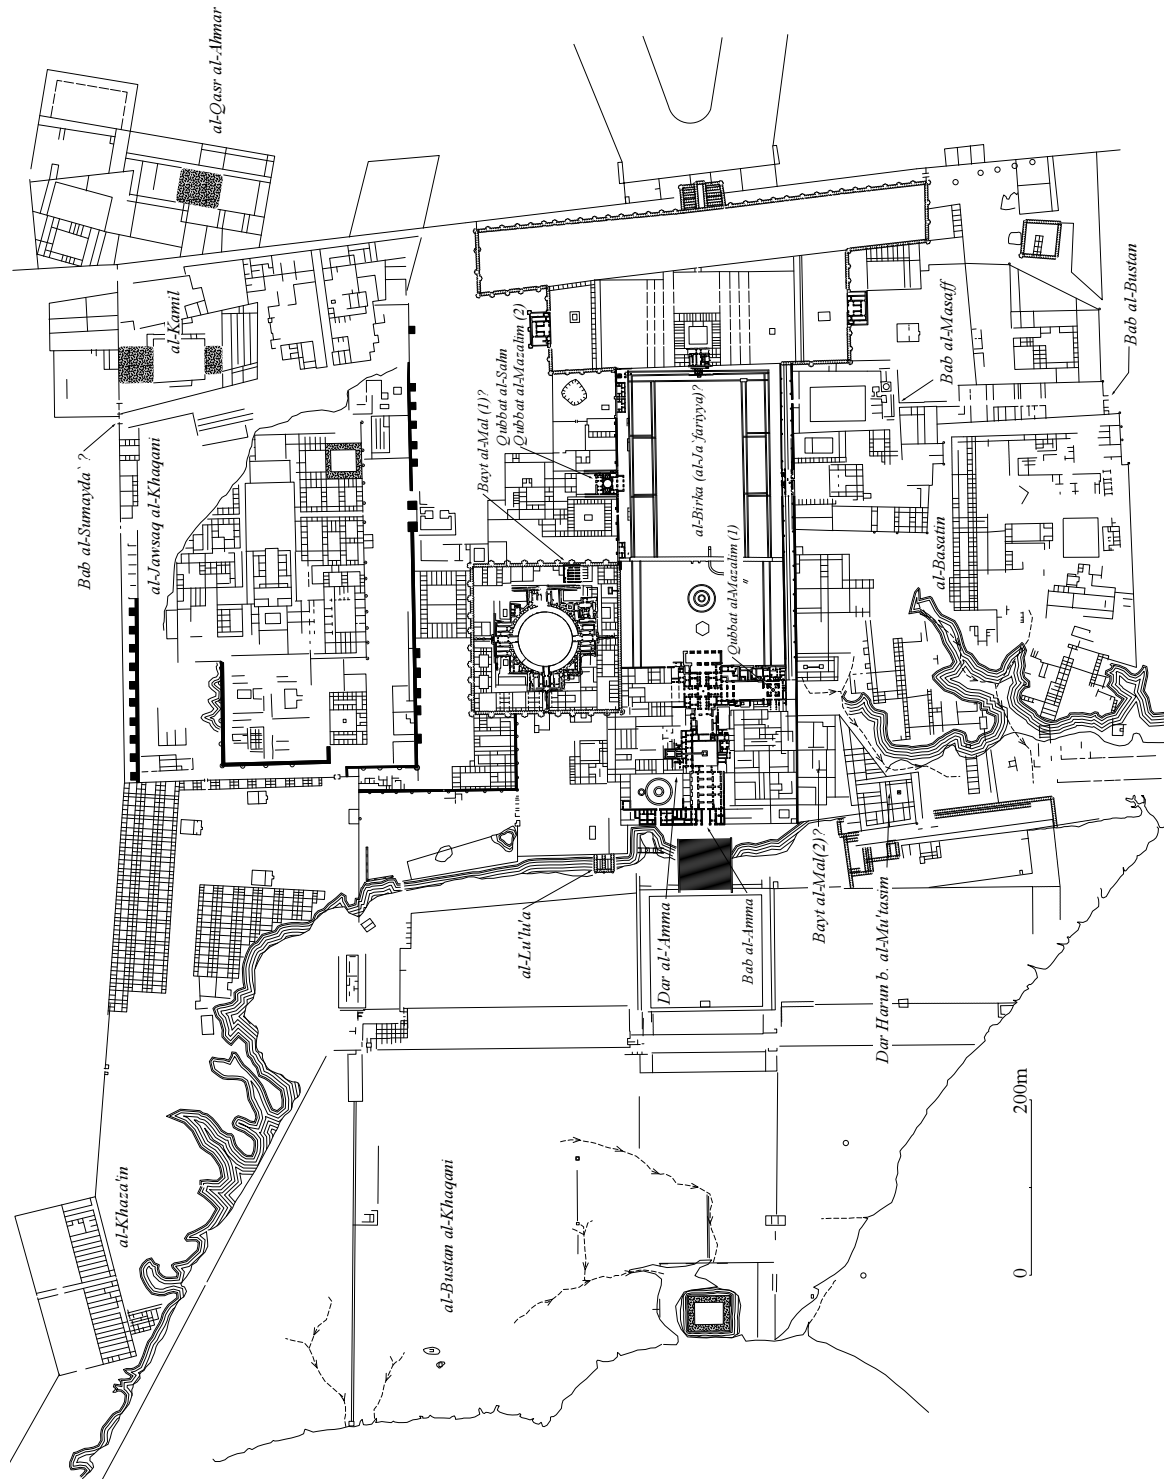 al-Qasr al-Ahmar
al-Kamil
Bab al-Sumayda` ?
al-Jawsaq al-Khaqani
Bayt al-Mal (1)?
Qubbat al-Salm
Qubbat al-Mazalim (2)
al-Birka (al-Ja`fariyya)?
Qubbat al-Mazalim (1)
"
Bab al-Masaff
Bab al-Bustan
al-Basatin
al-Lu'lu'a
Dar al-'Amma
Bab al-Amma
Bayt al-Mal(2)?
Dar Harun b. al-Mu'tasim
al-Khaza'in
al-Bustan al-Khaqani
0
200m